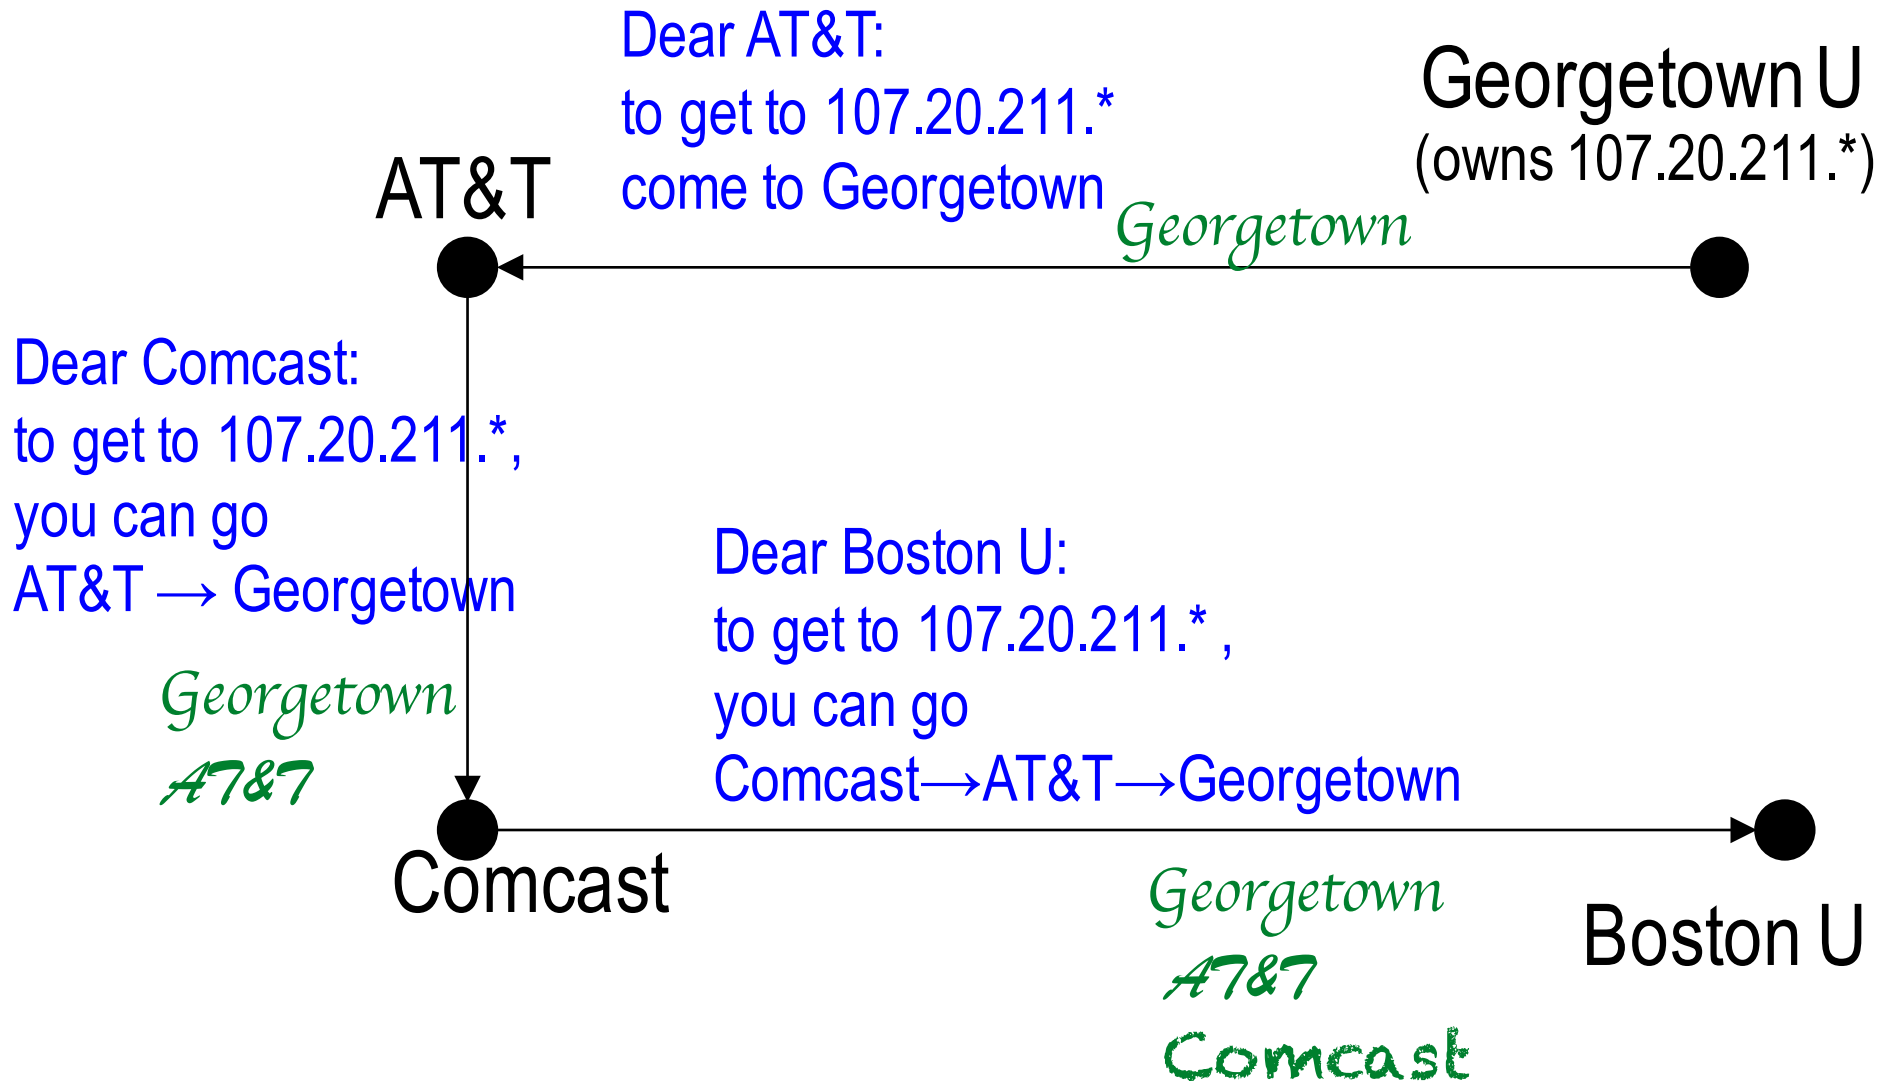 Dear AT&T:
to get to 107.20.211.*
come to Georgetown
Georgetown U
(owns 107.20.211.*)
AT&T
Georgetown
Dear Comcast:
to get to 107.20.211.*,
you can go
AT&T → Georgetown
Georgetown
AT&T
Dear Boston U:
to get to 107.20.211.* ,
you can go
Comcast→AT&T→Georgetown
Comcast
Georgetown
AT&T
Comcast
Boston U